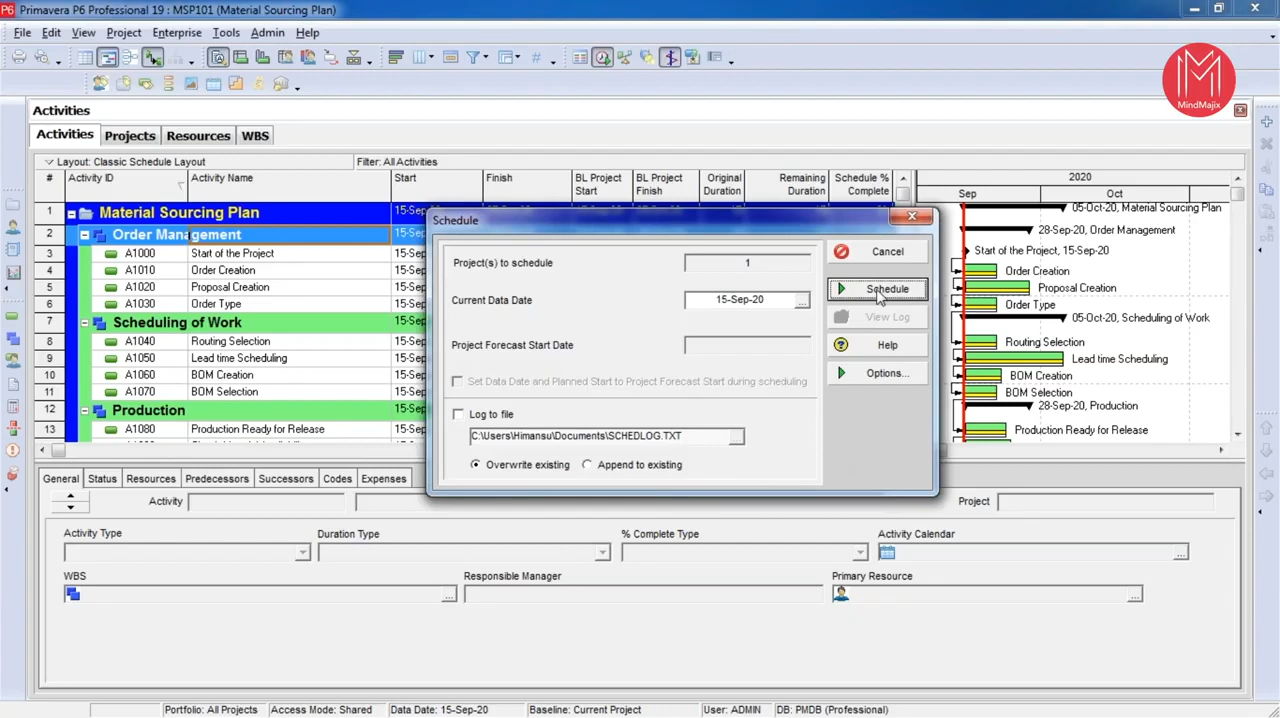 Primavera P6 Professional 19 : MSP101 (Material Sourcing Plan)
File Edit View Project Enterprise Tools Admin Help
MindMajix
Activities
Activities Projects Resources WBS
Layout: Classic Schedule Layout Filter: All Activities
# Activity ID Activity Name Start Finish BL Project Start BL Project Finish Original Duration Remaining Duration Schedule % Complete 2020
Sep Oct
1 Material Sourcing Plan 15-Sep 05-Oct-20, Material Sourcing Plan
2 Order Management 15-Sep 28-Sep-20, Order Management
3 A1000 Start of the Project 15-Sep Start of the Project, 15-Sep-20
4 A1010 Order Creation 15-Sep Order Creation
5 A1020 Proposal Creation 15-Sep Proposal Creation
6 A1030 Order Type 15-Sep Order Type
7 Scheduling of Work 15-Sep 05-Oct-20, Scheduling of Work
8 A1040 Routing Selection 15-Sep Routing Selection
9 A1050 Lead time Scheduling 15-Sep Lead time Scheduling
10 A1060 BOM Creation 15-Sep BOM Creation
11 A1070 BOM Selection 15-Sep BOM Selection
12 Production 15-Sep 28-Sep-20, Production
13 A1080 Production Ready for Release 15-Sep Production Ready for Release
Schedule
Project(s) to schedule 1 Cancel
Current Data Date 15-Sep-20 ... Schedule
View Log
Project Forecast Start Date Help
Set Data Date and Planned Start to Project Forecast Start during scheduling Options...
Log to file
C:\Users\Himansu\Documents\SCHEDLOG.TXT
Overwrite existing Append to existing
General Status Resources Predecessors Successors Codes Expenses
Activity Project
Activity Type Duration Type % Complete Type Activity Calendar
WBS Responsible Manager Primary Resource
Portfolio: All Projects Access Mode: Shared Data Date: 15-Sep-20 Baseline: Current Project User: ADMIN DB: PMDB (Professional)